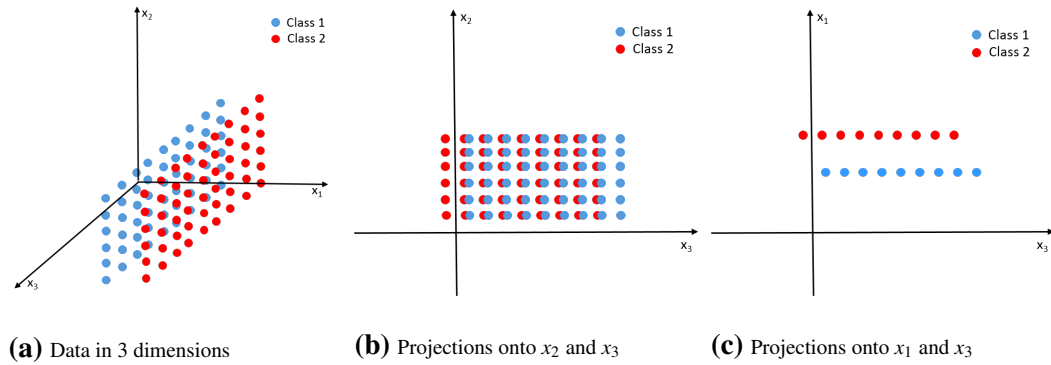 x₂
Class 1
Class 2
x₁
x₃
(a) Data in 3 dimensions
x₂
Class 1
Class 2
x₃
(b) Projections onto x₂ and x₃
x₁
Class 1
Class 2
x₃
(c) Projections onto x₁ and x₃